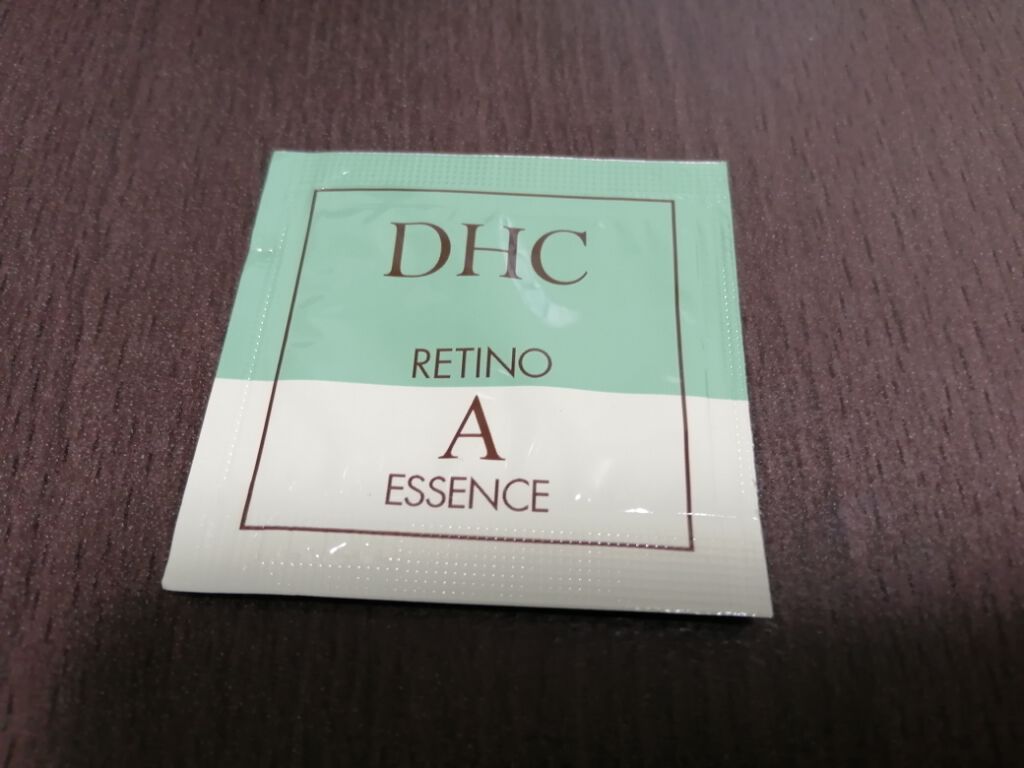 DHC
RETINO
A
ESSENCE